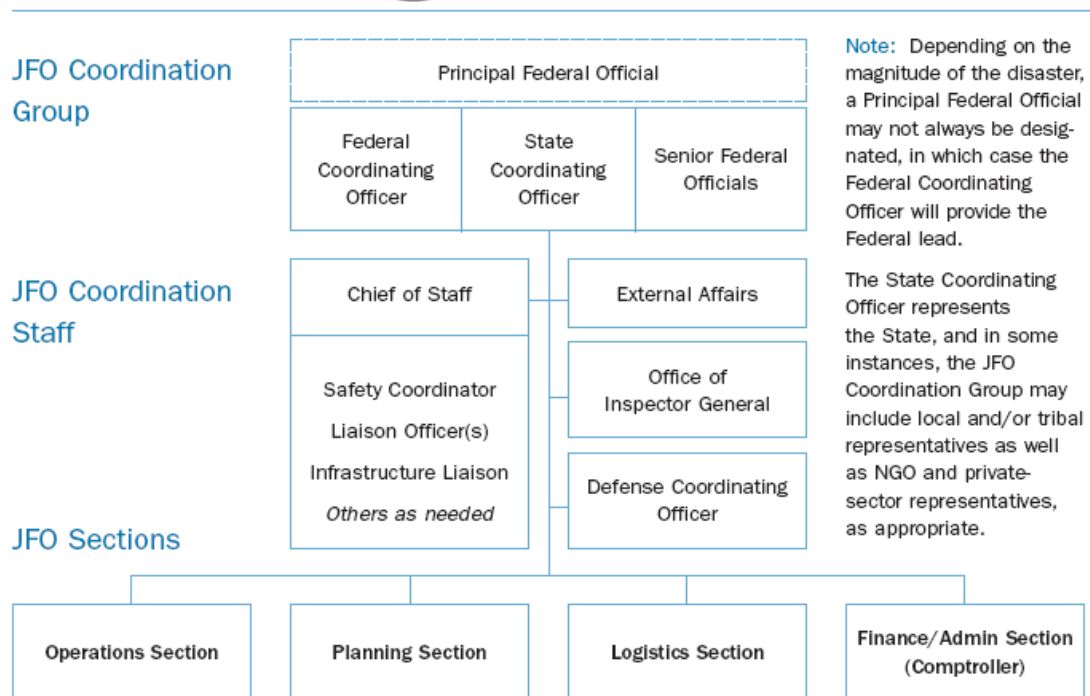 JFO Coordination
Group
Principal Federal Official
Federal
Coordinating
Officer
State
Coordinating
Officer
Senior Federal
Officials
Note: Depending on the
magnitude of the disaster,
a Principal Federal Official
may not always be desig-
nated, in which case the
Federal Coordinating
Officer will provide the
Federal lead.
The State Coordinating
Officer represents
the State, and in some
instances, the JFO
Coordination Group may
include local and/or tribal
representatives as well
as NGO and private-
sector representatives,
as appropriate.
JFO Coordination
Staff
Chief of Staff
Safety Coordinator
Liaison Officer(s)
Infrastructure Liaison
Others as needed
External Affairs
Office of
Inspector General
Defense Coordinating
Officer
JFO Sections
Operations Section
Planning Section
Logistics Section
Finance/Admin Section
(Comptroller)